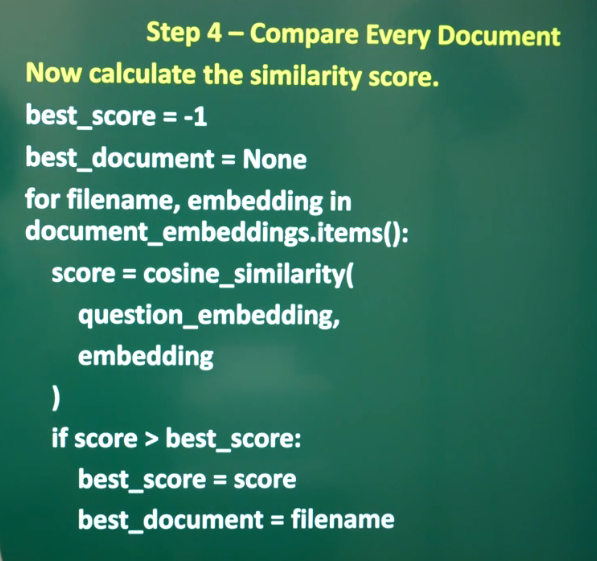 Step 4 – Compare Every Document
Now calculate the similarity score.
best_score = -1
best_document = None
for filename, embedding in
document_embeddings.items():
score = cosine_similarity(
question_embedding,
embedding
)
if score > best_score:
best_score = score
best_document = filename